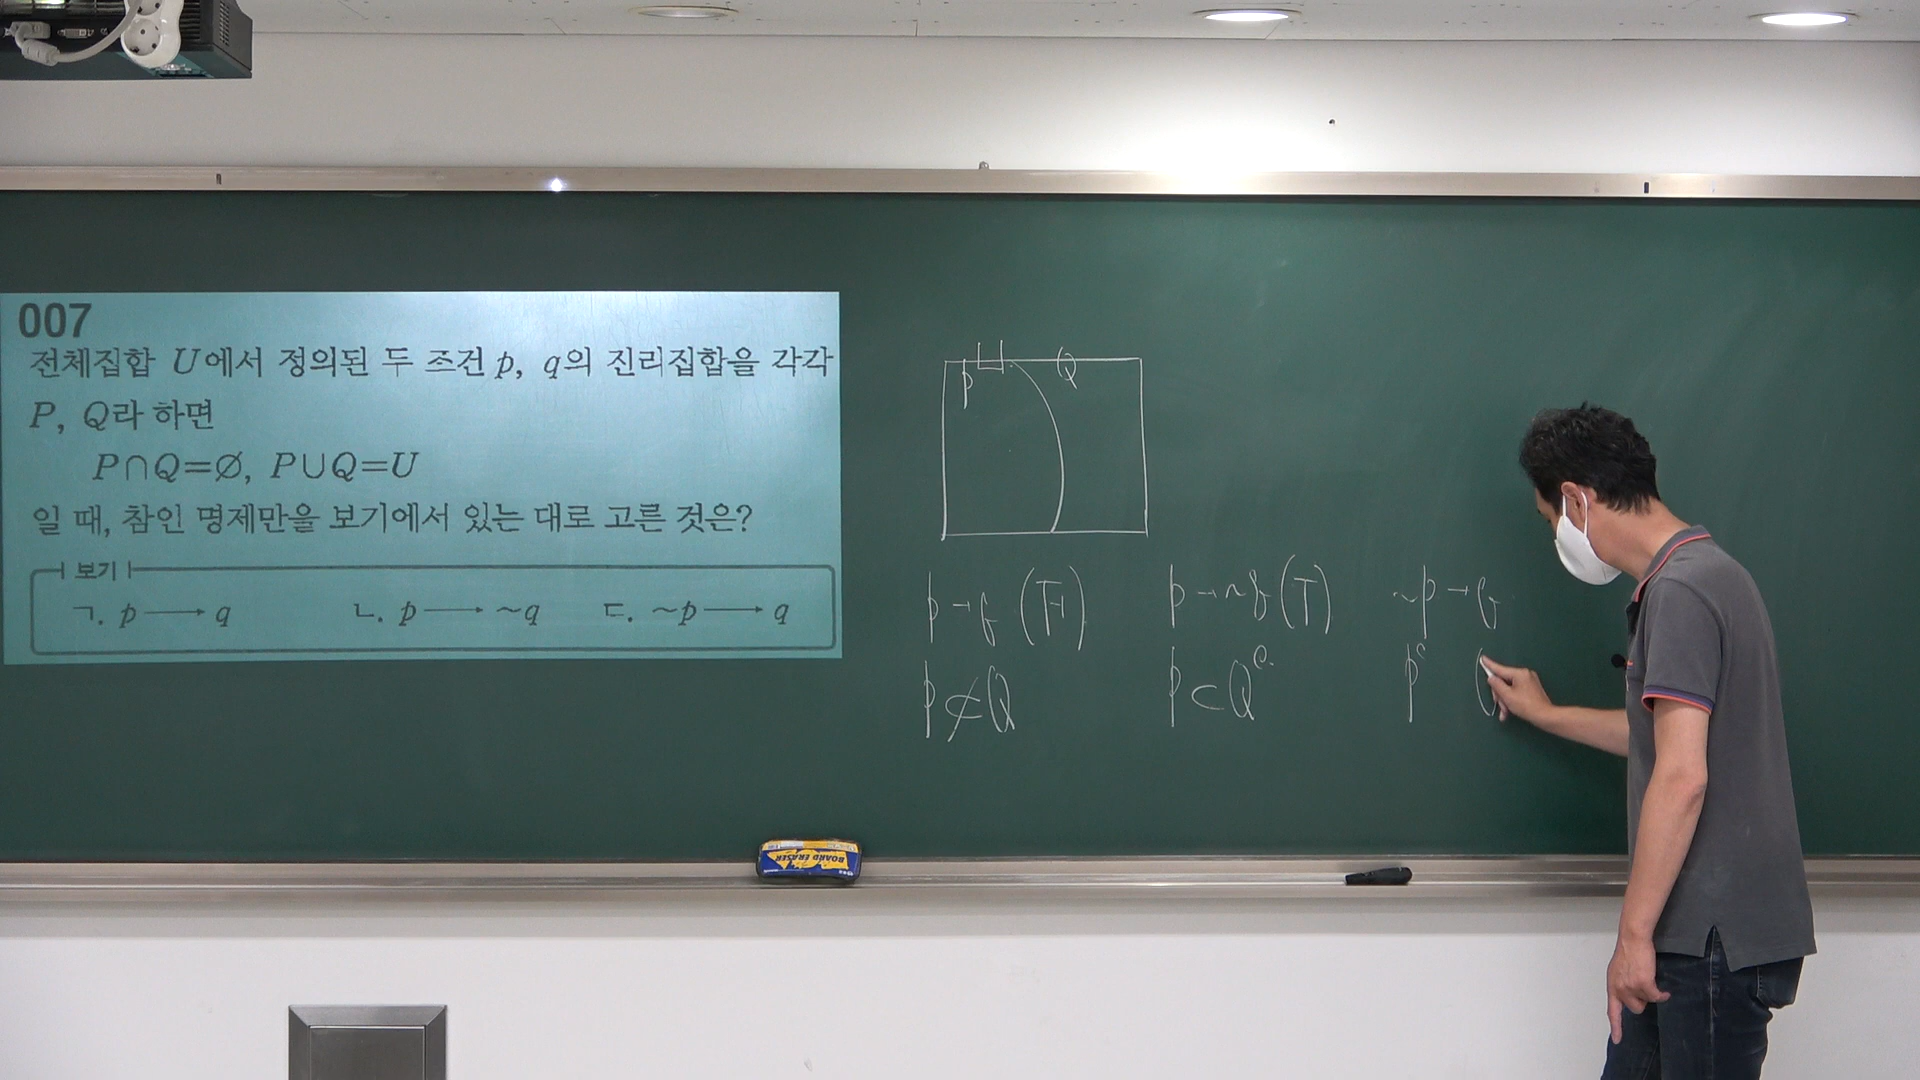 007
전체집합 U에서 정의된 두 조건 p, q의 진리집합을 각각
P, Q라 하면
P∩Q=∅, P∪Q=U
일 때, 참인 명제만을 보기에서 있는 대로 고른 것은?
보기
ㄱ. p ⟶ q ㄴ. p ⟶ ~q ㄷ. ~p ⟶ q
U
P Q
p → q (F) p → ~q (T) ~p → q
P ⊄ Q P ⊂ Qᶜ Pᶜ Q
BOARD ERASER